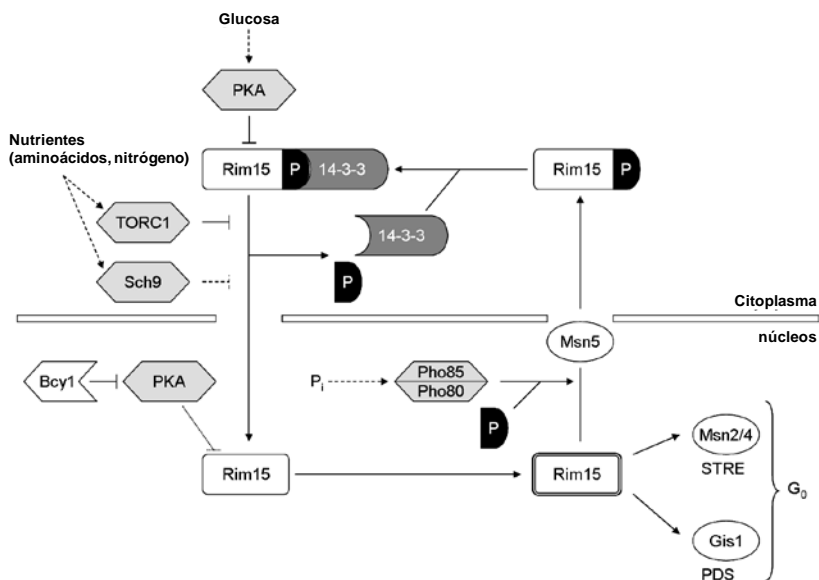 Glucosa
PKA
Nutrientes
(aminoácidos, nitrógeno)
Rim15
P
14-3-3
Rim15
P
TORC1
14-3-3
Sch9
P
Citoplasma
núcleos
Msn5
Bcy1
PKA
Pi
Pho85
Pho80
P
Msn2/4
STRE
Rim15
Rim15
G0
Gis1
PDS